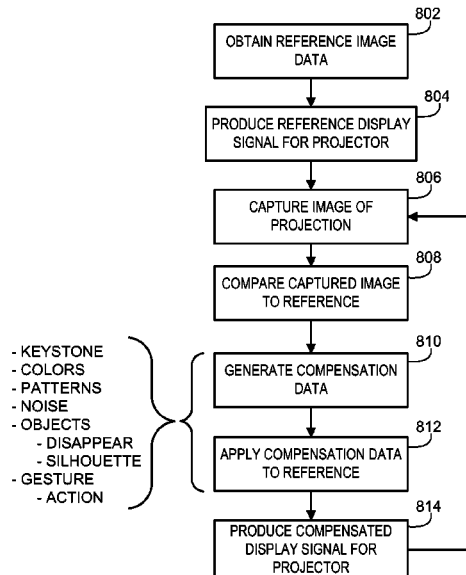 802
OBTAIN REFERENCE IMAGE
DATA
804
PRODUCE REFERENCE DISPLAY
SIGNAL FOR PROJECTOR
806
CAPTURE IMAGE OF
PROJECTION
808
COMPARE CAPTURED IMAGE
TO REFERENCE
810
GENERATE COMPENSATION
DATA
812
APPLY COMPENSATION DATA
TO REFERENCE
- KEYSTONE
- COLORS
- PATTERNS
- NOISE
- OBJECTS
- DISAPPEAR
- SILHOUETTE
- GESTURE
- ACTION
814
PRODUCE COMPENSATED
DISPLAY SIGNAL FOR
PROJECTOR